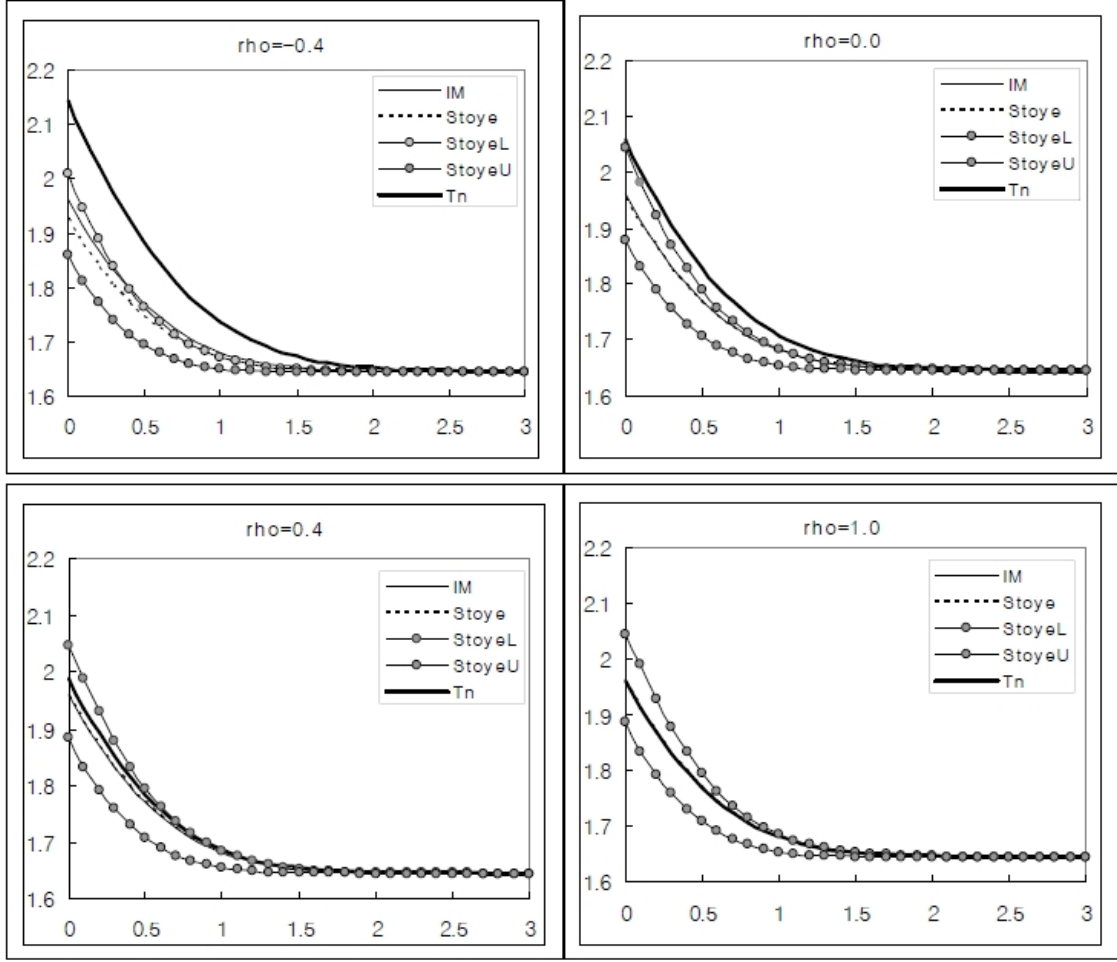 rho=−0.4
2.2
2.1
2
1.9
1.8
1.7
1.6
0 0.5 1 1.5 2 2.5 3
IM
Stoye
StoyeL
StoyeU
Tn
rho=0.0
2.2
2.1
2
1.9
1.8
1.7
1.6
0 0.5 1 1.5 2 2.5 3
IM
Stoye
StoyeL
StoyeU
Tn
rho=0.4
2.2
2.1
2
1.9
1.8
1.7
1.6
0 0.5 1 1.5 2 2.5 3
IM
Stoye
StoyeL
StoyeU
Tn
rho=1.0
2.2
2.1
2
1.9
1.8
1.7
1.6
0 0.5 1 1.5 2 2.5 3
IM
Stoye
StoyeL
StoyeU
Tn